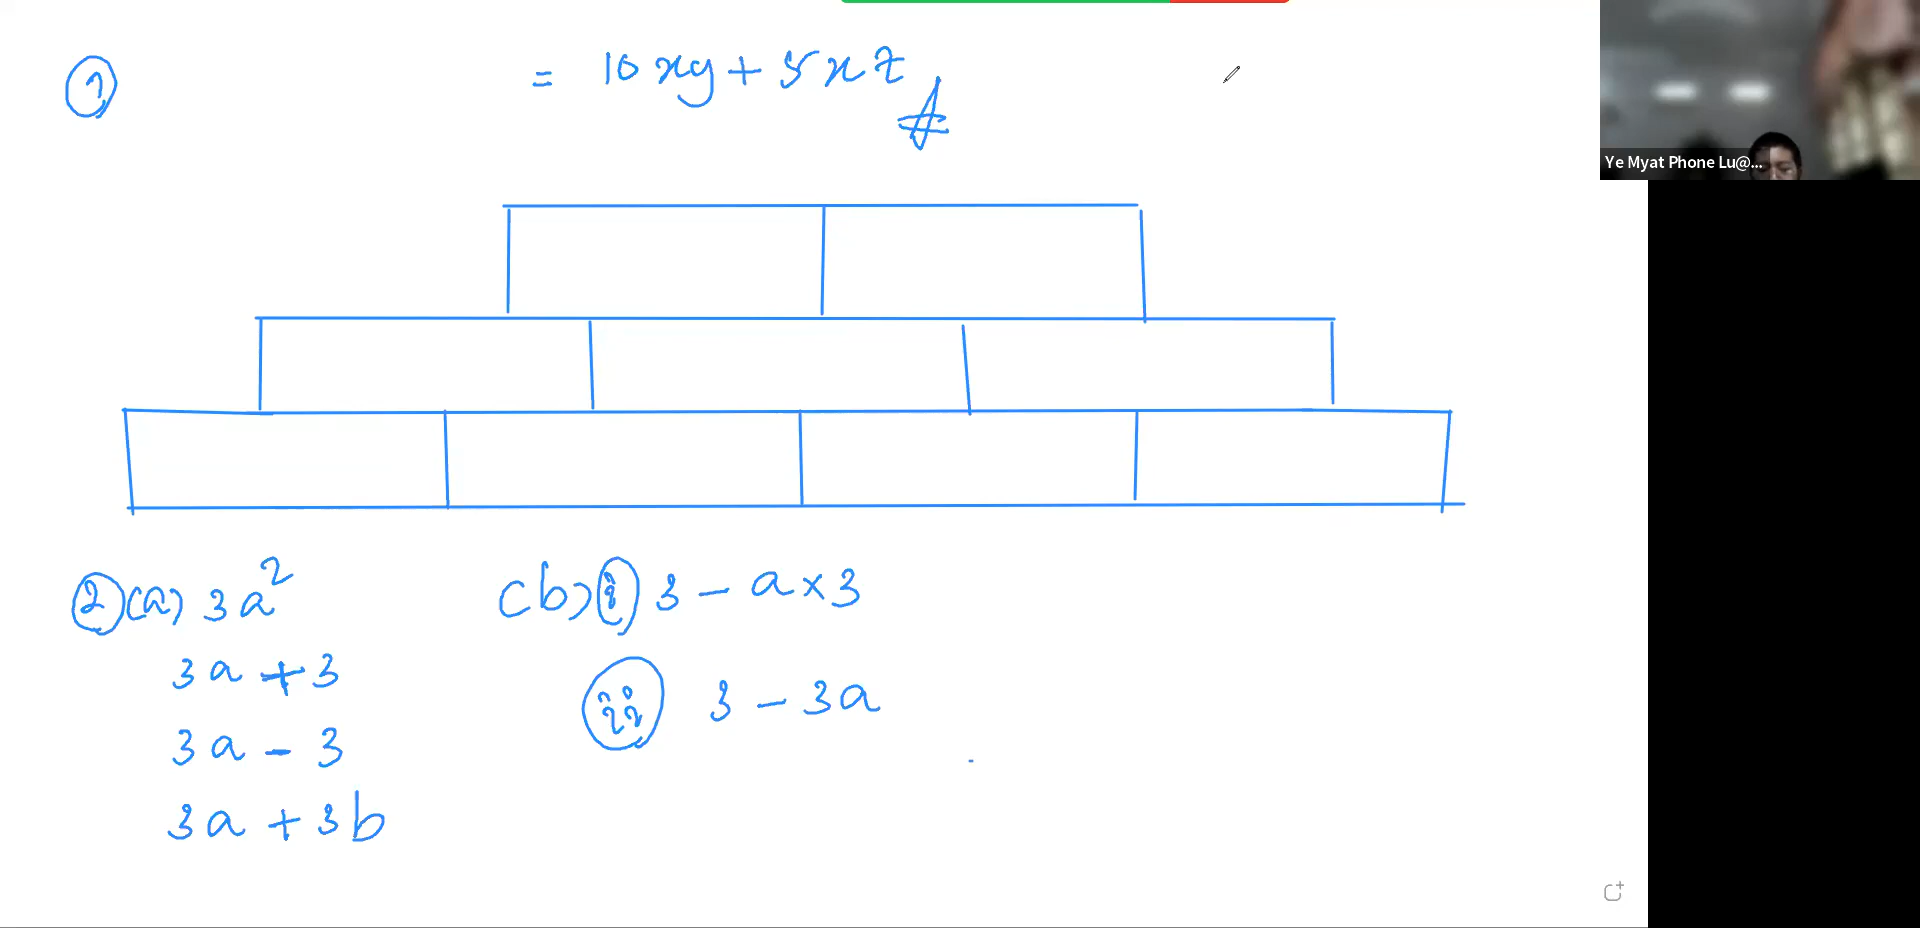 ① = 10xy + 5xz
Ye Myat Phone Lu@...
② (a) 3a² (b) (i) 3 - a×3
3a + 3 (ii) 3 - 3a
3a - 3
3a + 3b